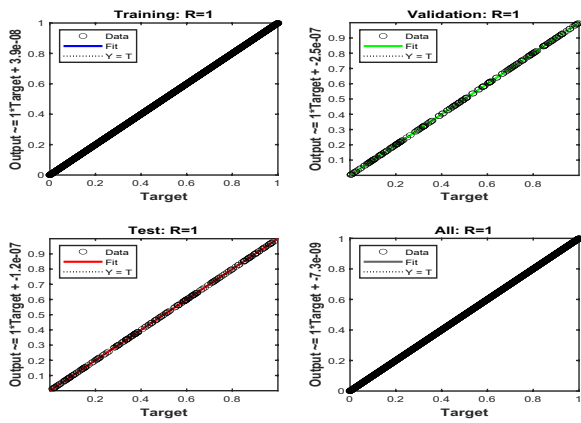 Training: R=1
Output ~= 1*Target + 3.9e-08
1
0.8
0.6
0.4
0.2
0
Data
Fit
Y = T
0.2 0.4 0.6 0.8 1
Target
Validation: R=1
Output ~= 1*Target + -2.5e-07
0.9
0.8
0.7
0.6
0.5
0.4
0.3
0.2
0.1
Data
Fit
Y = T
0.2 0.4 0.6 0.8
Target
Test: R=1
Output ~= 1*Target + -1.2e-07
0.9
0.8
0.7
0.6
0.5
0.4
0.3
0.2
0.1
Data
Fit
Y = T
0.2 0.4 0.6 0.8
Target
All: R=1
Output ~= 1*Target + -7.3e-09
1
0.8
0.6
0.4
0.2
0
Data
Fit
Y = T
0 0.2 0.4 0.6 0.8 1
Target